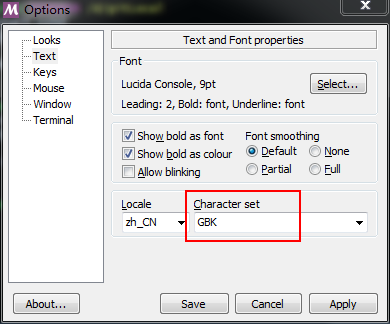 Options
Looks
Text
Keys
Mouse
Window
Terminal
Text and Font properties
Font
Lucida Console, 9pt
Select...
Leading: 2, Bold: font, Underline: font
Show bold as font
Show bold as colour
Allow blinking
Font smoothing
Default
None
Partial
Full
Locale
zh_CN
Character set
GBK
About...
Save
Cancel
Apply